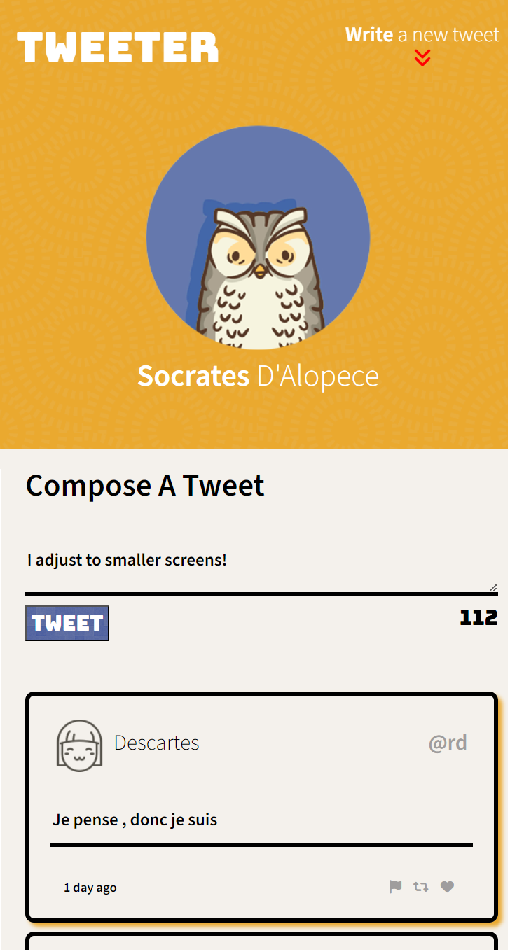 TWEETER
Write a new tweet
Socrates D'Alopece
Compose A Tweet
I adjust to smaller screens!
TWEET
112
Descartes
@rd
Je pense , donc je suis
1 day ago